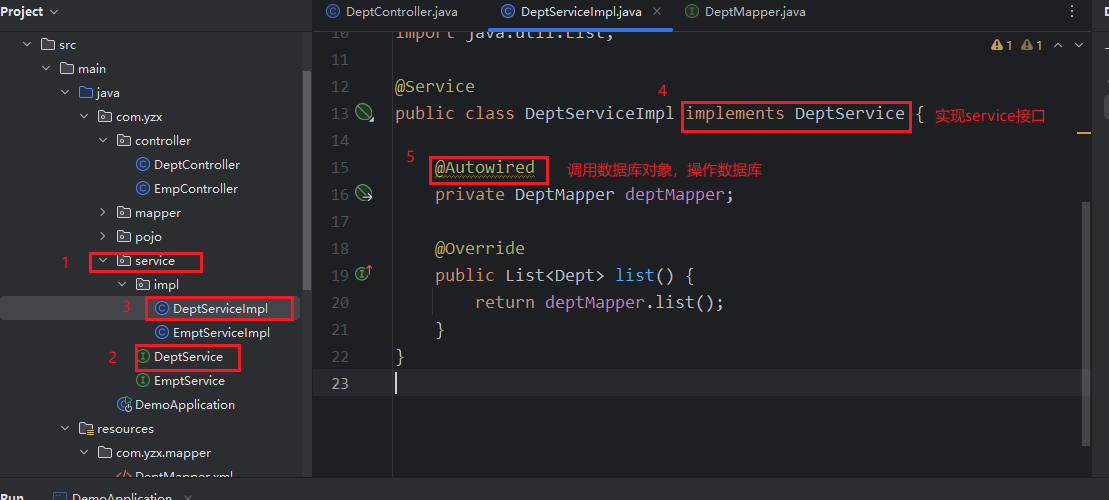 Project
DeptController.java
DeptServiceImpl.java
DeptMapper.java
src
main
java
com.yzx
controller
DeptController
EmpController
mapper
pojo
1 service
impl
3 DeptServiceImpl
EmptServiceImpl
2 DeptService
EmptService
DemoApplication
resources
com.yzx.mapper
DeptMapper.xml
Run
DemoApplication
1 1
10 import java.util.List;
11
12 @Service
4
13 public class DeptServiceImpl implements DeptService { 实现service接口
14
5
15 @Autowired 调用数据库对象，操作数据库
16 private DeptMapper deptMapper;
17
18 @Override
19 public List<Dept> list() {
20 return deptMapper.list();
21 }
22 }
23